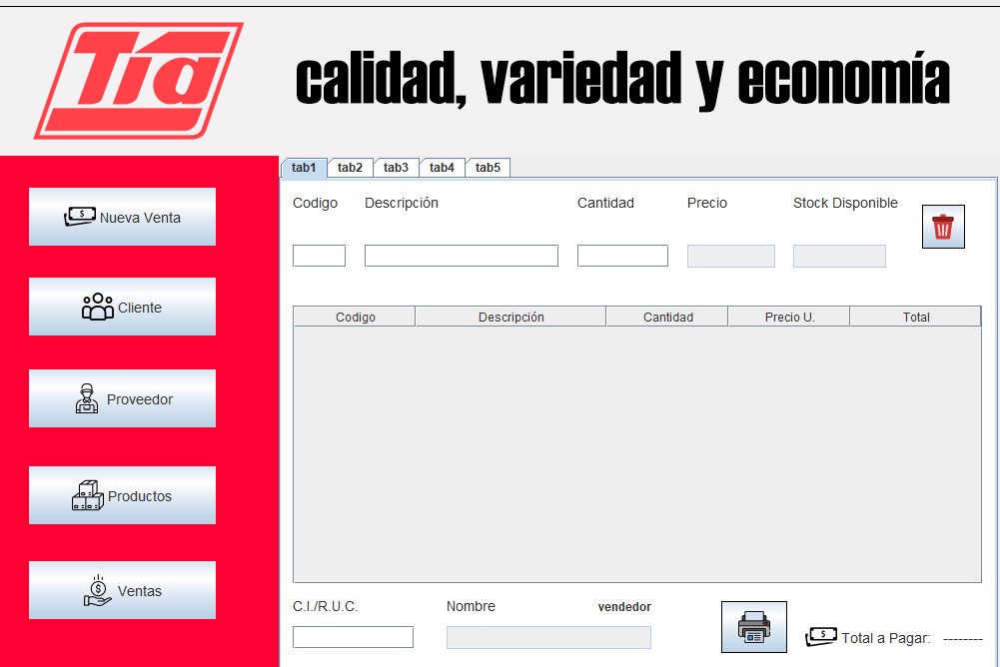 Tía
calidad, variedad y economía
tab1 tab2 tab3 tab4 tab5
Nueva Venta
Cliente
Proveedor
Productos
Ventas
Codigo Descripción Cantidad Precio Stock Disponible
Codigo Descripción Cantidad Precio U. Total
C.I./R.U.C. Nombre vendedor
Total a Pagar: --------